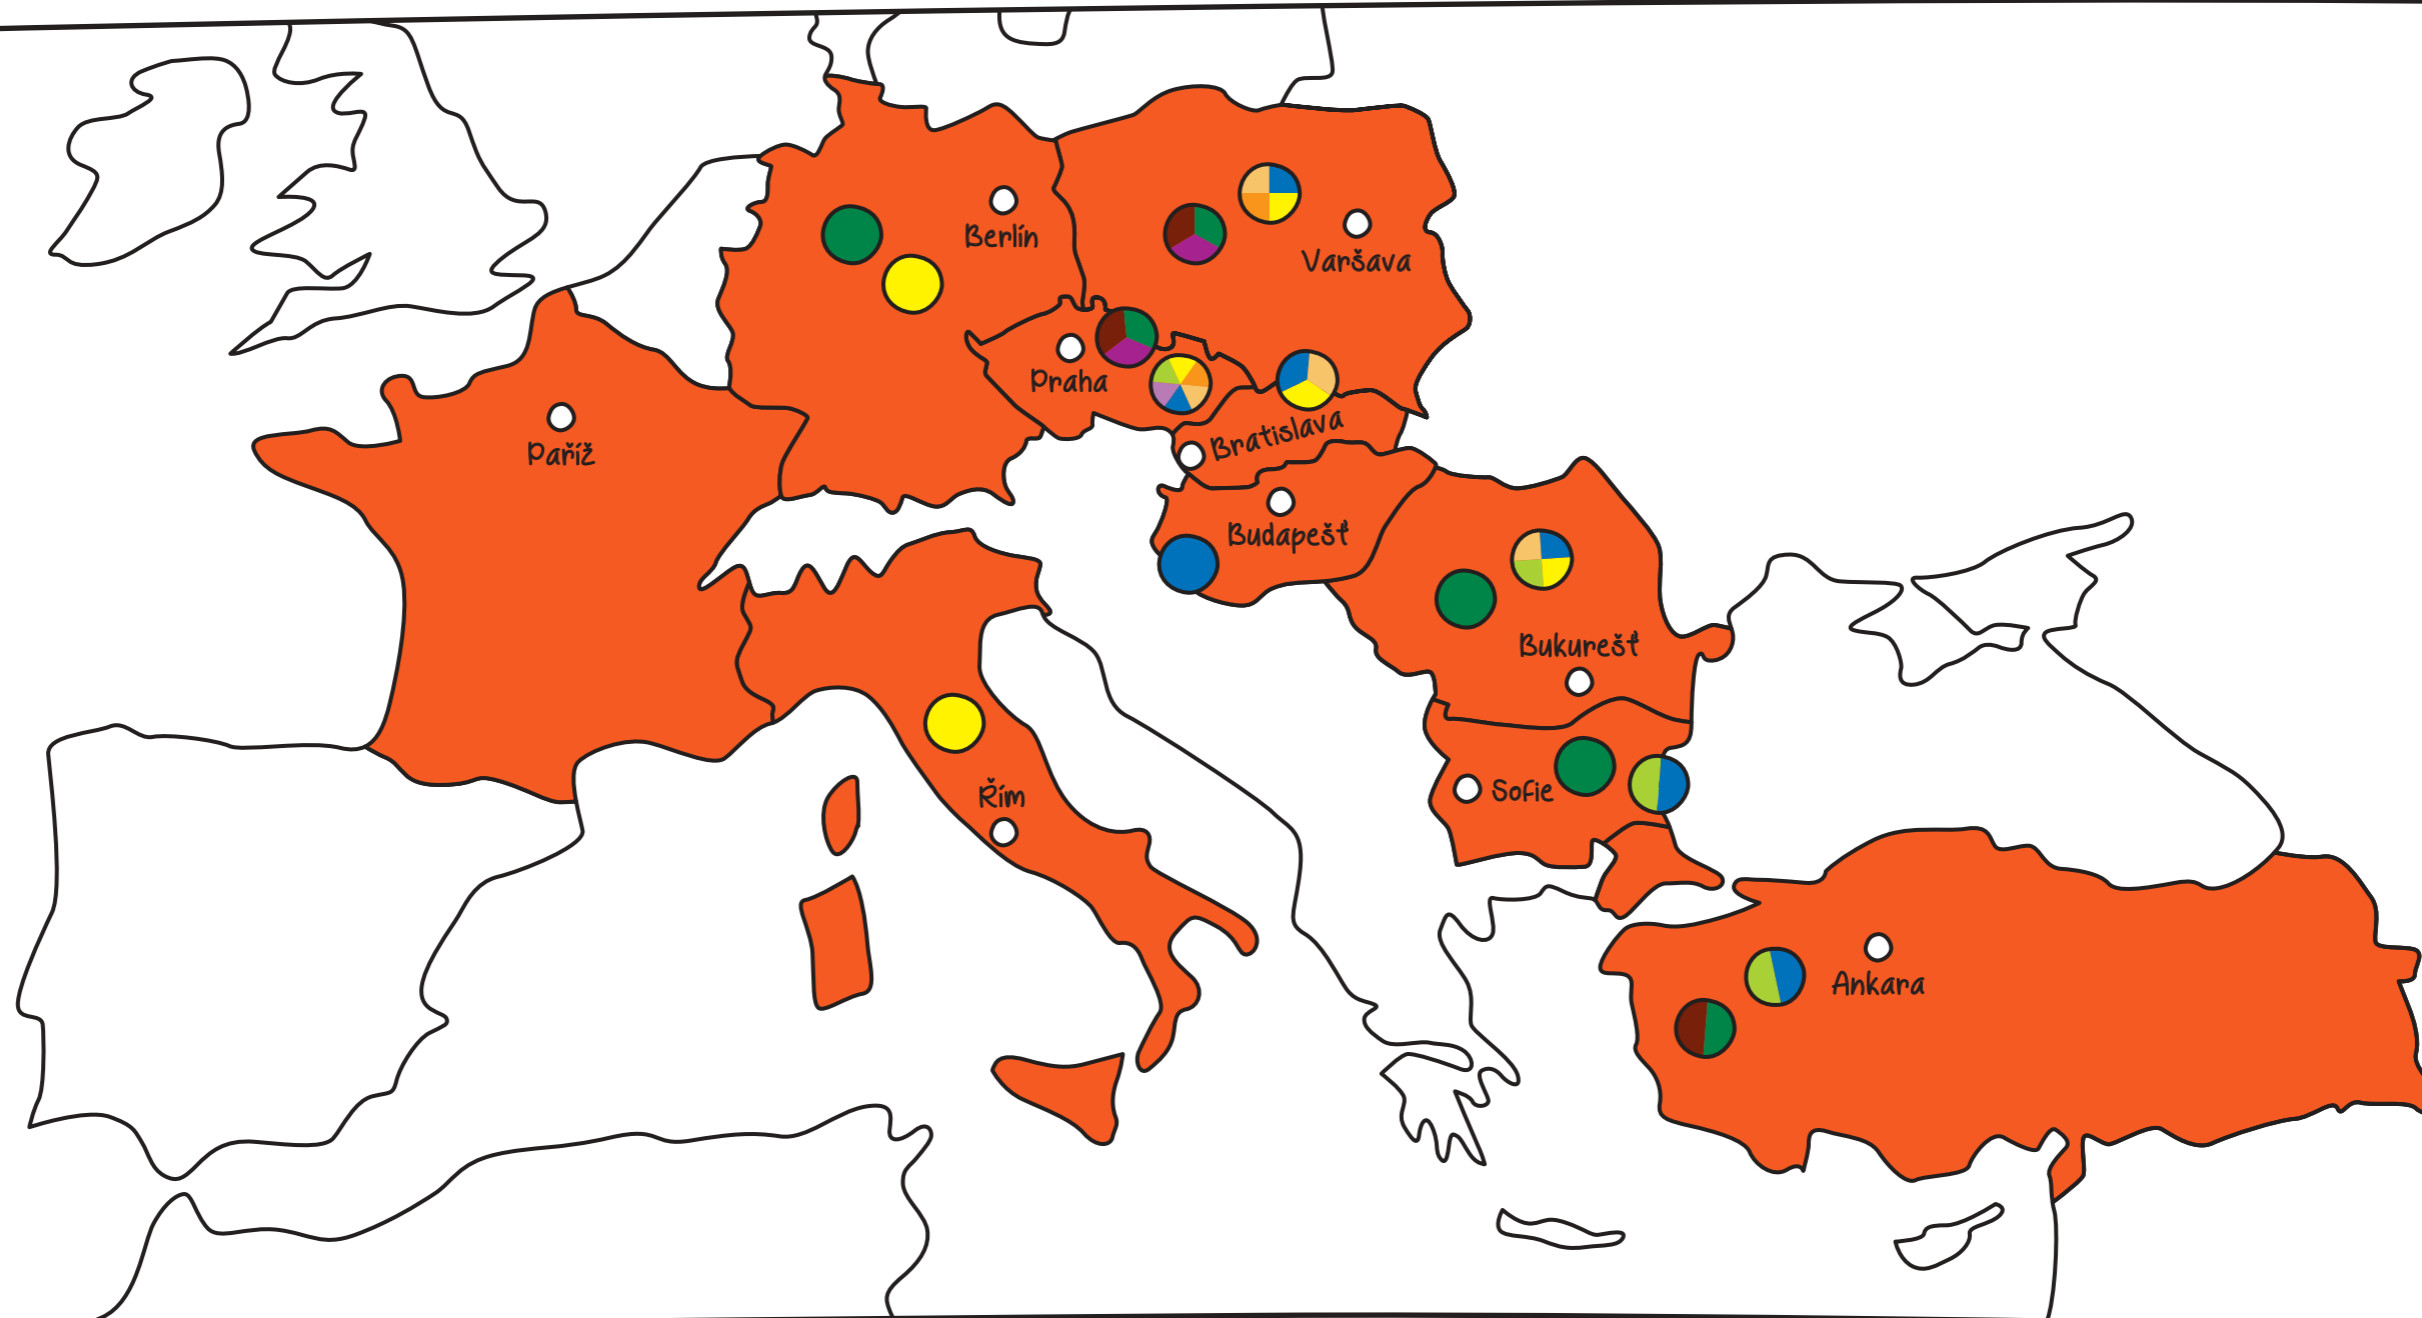 Berlín
Varšava
Praha
Paříž
Bratislava
Budapešť
Bukurešť
Sofie
Řím
Ankara